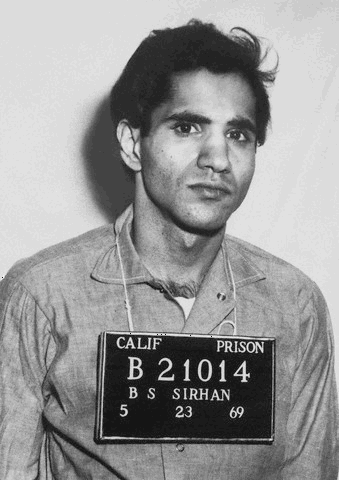 CALIF PRISON
B 21014
B S SIRHAN
5 23 69